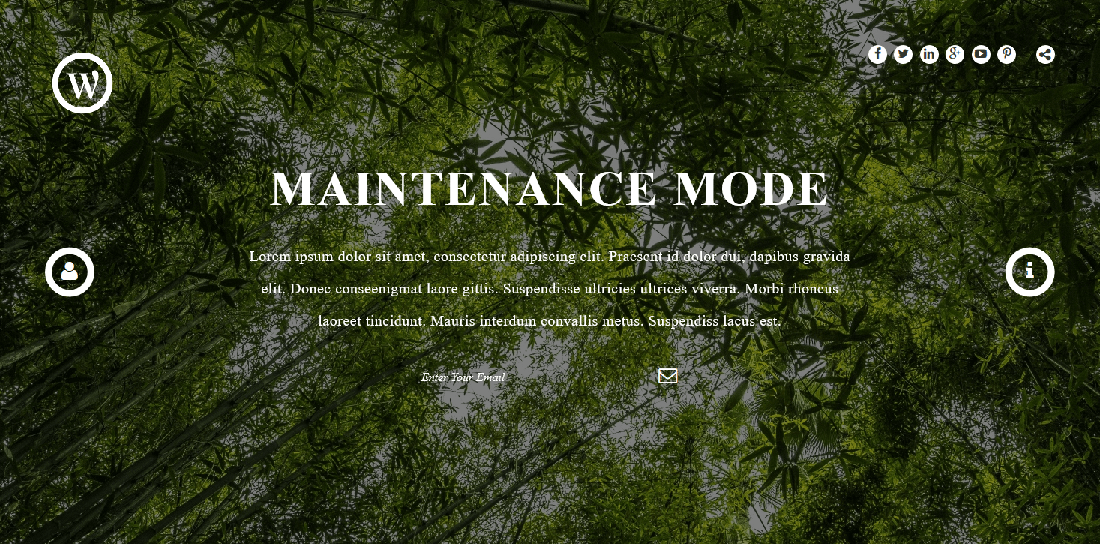 W
MAINTENANCE MODE
Lorem ipsum dolor sit amet, consectetur adipiscing elit. Praesent id dolor dui, dapibus gravida
elit. Donec conseenigmat laore gittis. Suspendisse ultricies ultrices viverra. Morbi rhoncus
laoreet tincidunt. Mauris interdum convallis metus. Suspendiss lacus est.
Enter Your Email